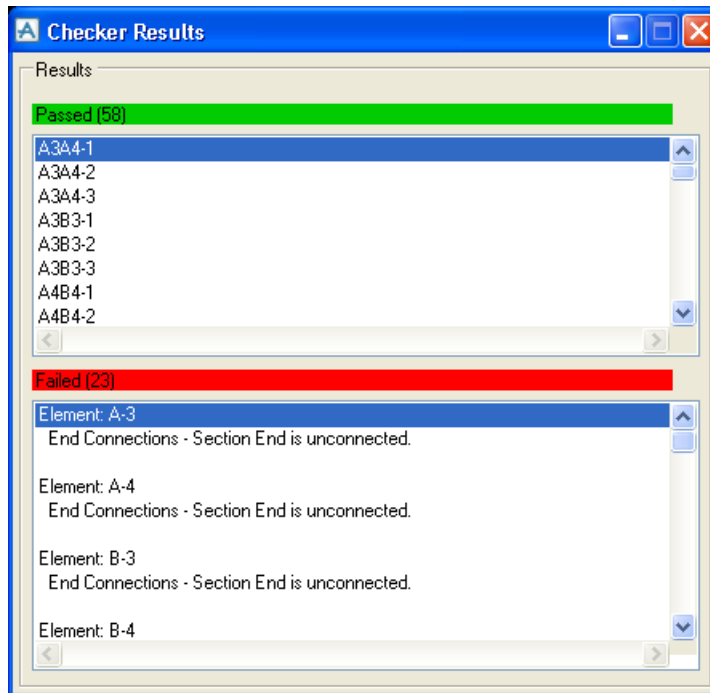 Checker Results
Results
Passed (58)
A3A4-1
A3A4-2
A3A4-3
A3B3-1
A3B3-2
A3B3-3
A4B4-1
A4B4-2
Failed (23)
Element: A-3
End Connections - Section End is unconnected.
Element: A-4
End Connections - Section End is unconnected.
Element: B-3
End Connections - Section End is unconnected.
Element: B-4